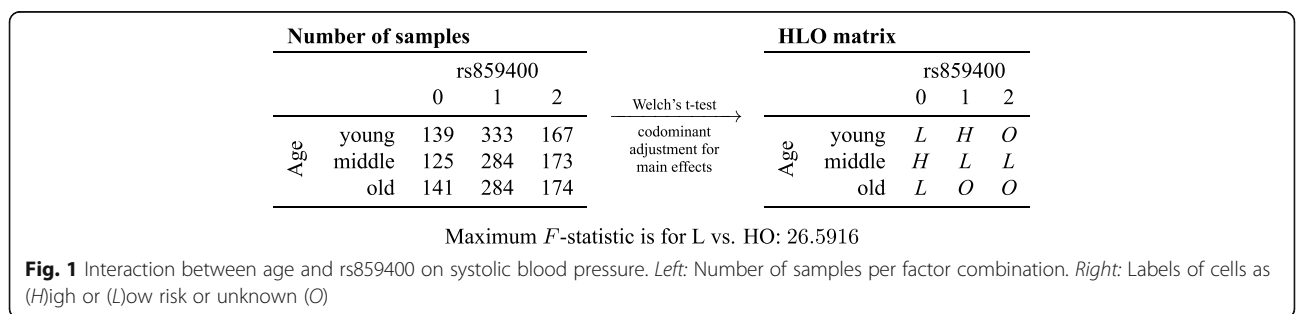 Number of samples
rs859400
0 1 2
Age
young 139 333 167
middle 125 284 173
old 141 284 174
Welch's t-test
codominant
adjustment for
main effects
HLO matrix
rs859400
0 1 2
Age
young L H O
middle H L L
old L O O
Maximum F-statistic is for L vs. HO: 26.5916
Fig. 1 Interaction between age and rs859400 on systolic blood pressure. Left: Number of samples per factor combination. Right: Labels of cells as
(H)igh or (L)ow risk or unknown (O)